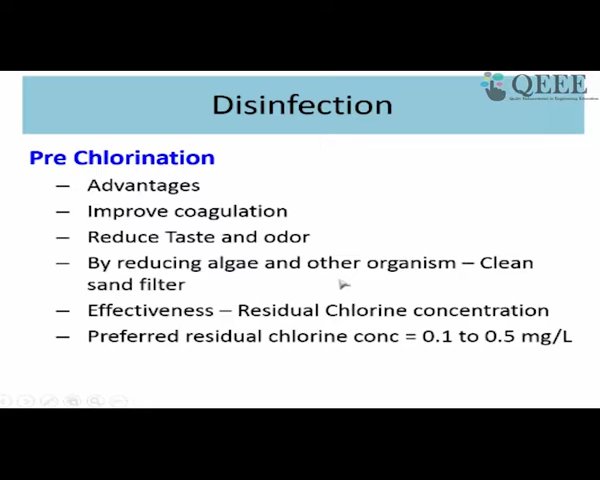 QEEE
Disinfection
Pre Chlorination
– Advantages
– Improve coagulation
– Reduce Taste and odor
– By reducing algae and other organism – Clean
sand filter
– Effectiveness – Residual Chlorine concentration
– Preferred residual chlorine conc = 0.1 to 0.5 mg/L